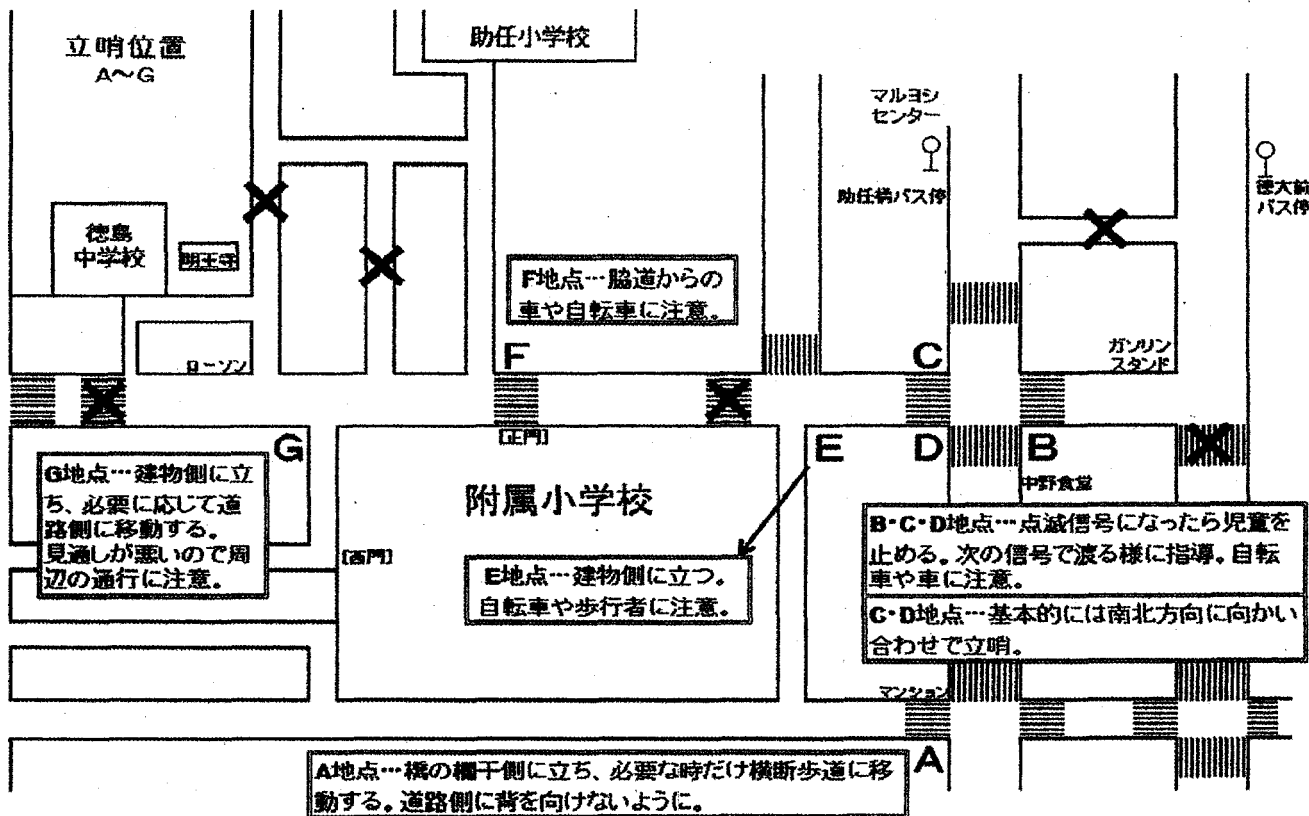 立哨位置
A〜G
助任小学校
マルヨシ
センター
助任橋バス停
徳大前
バス停
徳島
中学校
明王寺
F地点…脇道からの
車や自転車に注意。
ローソン
F
C
ガソリン
スタンド
G
[正門]
E
D
B
中野食堂
G地点…建物側に立
ち、必要に応じて道
路側に移動する。
見通しが悪いので周
辺の通行に注意。
附属小学校
[西門]
E地点…建物側に立つ。
自転車や歩行者に注意。
B・C・D地点…点滅信号になったら児童を
止める。次の信号で渡る様に指導。自転
車や車に注意。
C・D地点…基本的には南北方向に向かい
合わせで立哨。
マンション
A地点…橋の欄干側に立ち、必要な時だけ横断歩道に移
動する。道路側に背を向けないように。
A